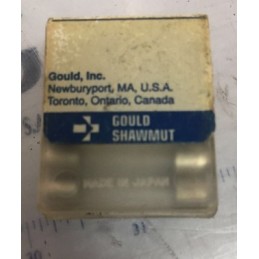 Gould, Inc.
Newburyport, MA, U.S.A.
Toronto, Ontario, Canada
GOULD
SHAWMUT
MADE IN JAPAN